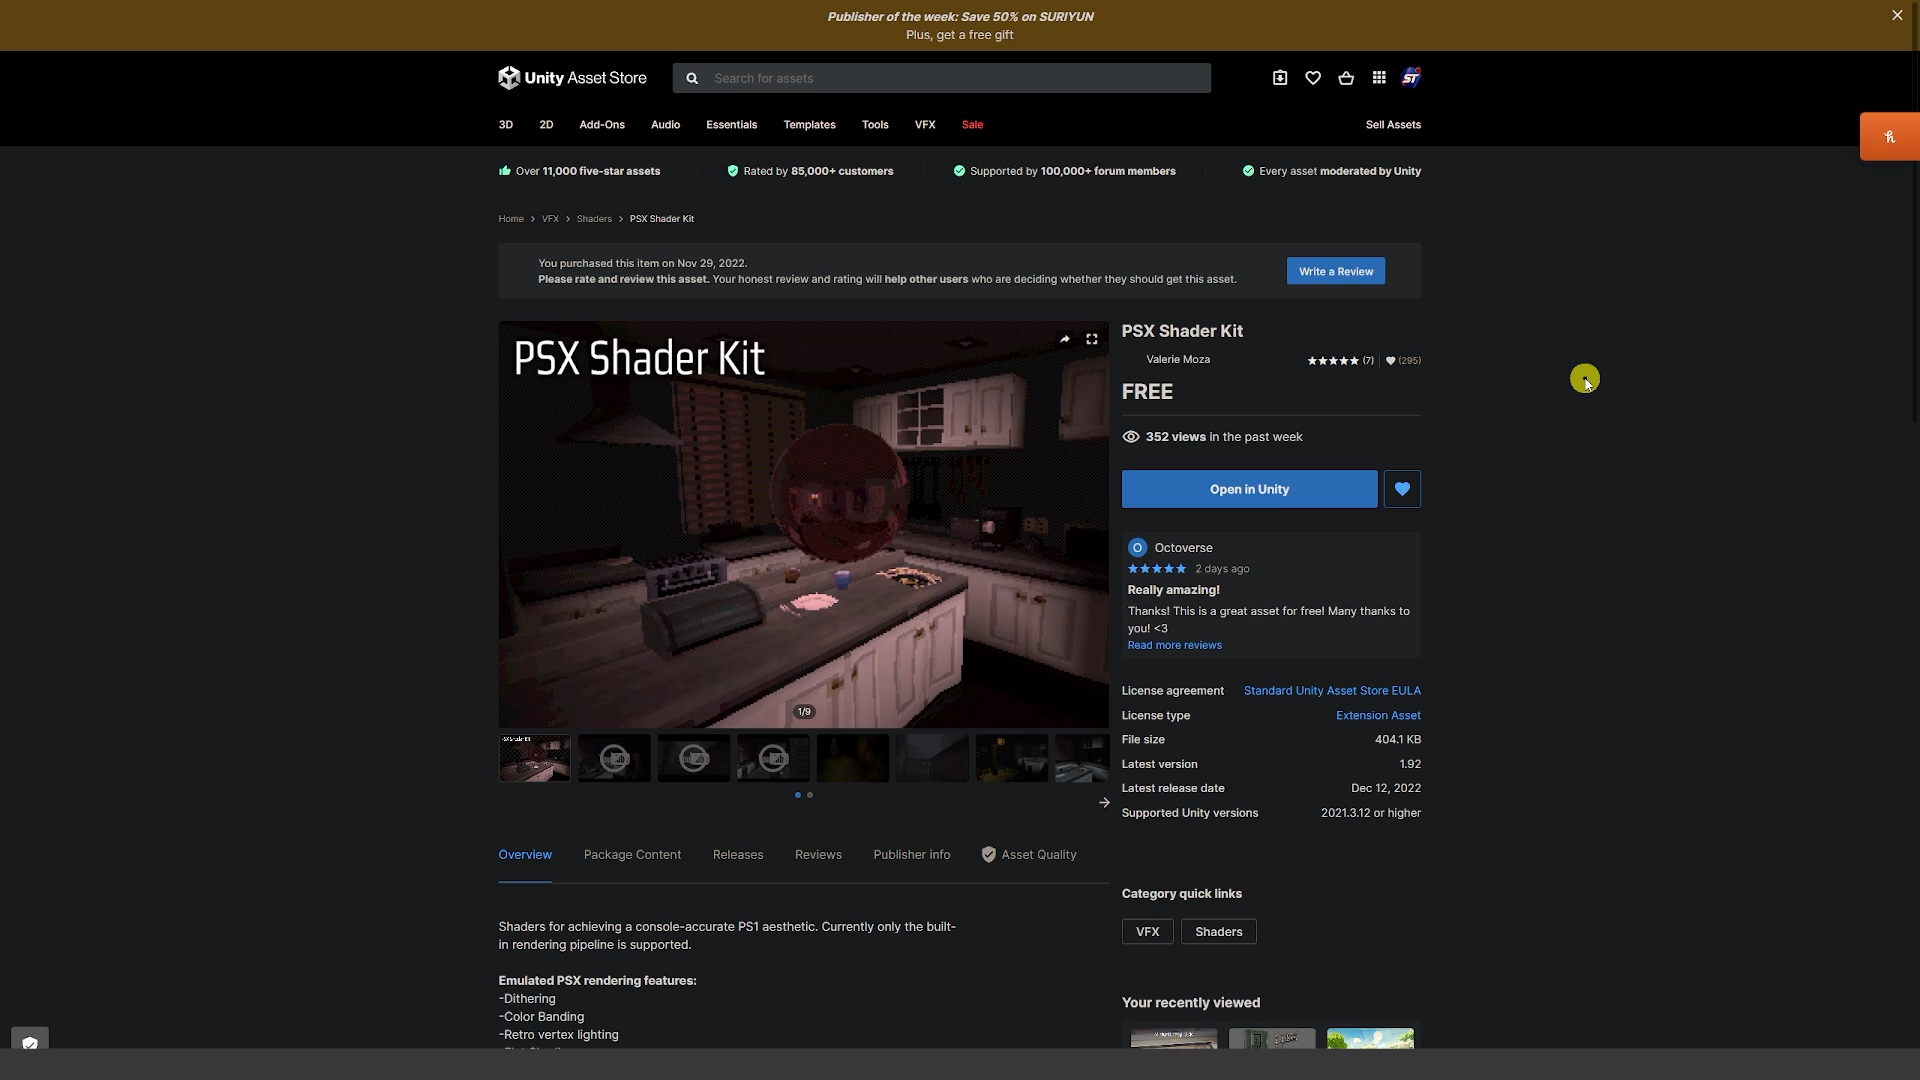 Publisher of the week: Save 50% on SURIYUN
Plus, get a free gift
Unity Asset Store
Search for assets
ST
3D 2D Add-Ons Audio Essentials Templates Tools VFX Sale Sell Assets
Over 11,000 five-star assets Rated by 85,000+ customers Supported by 100,000+ forum members Every asset moderated by Unity
Home > VFX > Shaders > PSX Shader Kit
You purchased this item on Nov 29, 2022.
Please rate and review this asset. Your honest review and rating will help other users who are deciding whether they should get this asset.
Write a Review
PSX Shader Kit
1/9
PSX Shader Kit
Valerie Moza
(7) (295)
FREE
352 views in the past week
Open in Unity
O Octoverse
2 days ago
Really amazing!
Thanks! This is a great asset for free! Many thanks to
you! <3
Read more reviews
License agreement Standard Unity Asset Store EULA
License type Extension Asset
File size 404.1 KB
Latest version 1.92
Latest release date Dec 12, 2022
Supported Unity versions 2021.3.12 or higher
Overview Package Content Releases Reviews Publisher info Asset Quality
Shaders for achieving a console-accurate PS1 aesthetic. Currently only the built-
in rendering pipeline is supported.
Emulated PSX rendering features:
-Dithering
-Color Banding
-Retro vertex lighting
Category quick links
VFX Shaders
Your recently viewed